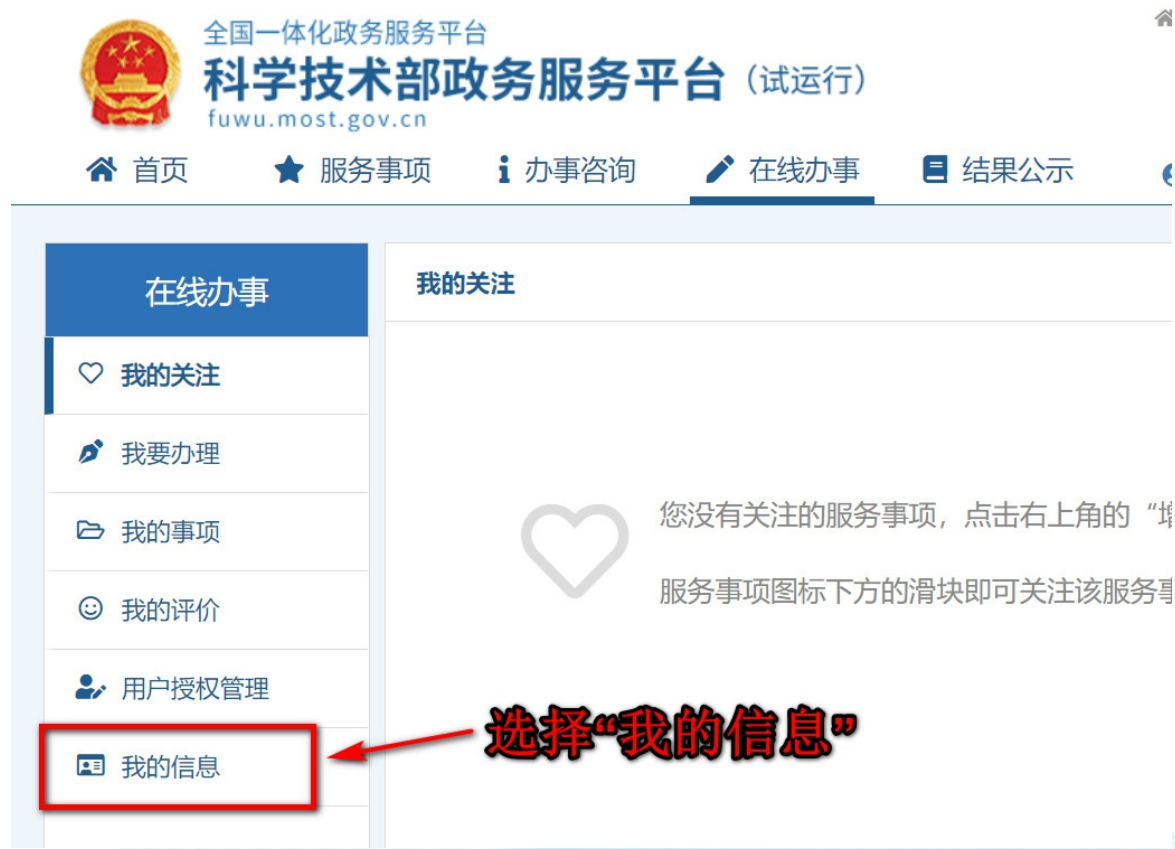 全国一体化政务服务平台
科学技术部政务服务平台（试运行）
fuwu.most.gov.cn
首页 服务事项 办事咨询 在线办事 结果公示
在线办事
我的关注
我要办理
我的事项
我的评价
用户授权管理
我的信息
我的关注
您没有关注的服务事项，点击右上角的“增
服务事项图标下方的滑块即可关注该服务事
选择“我的信息”